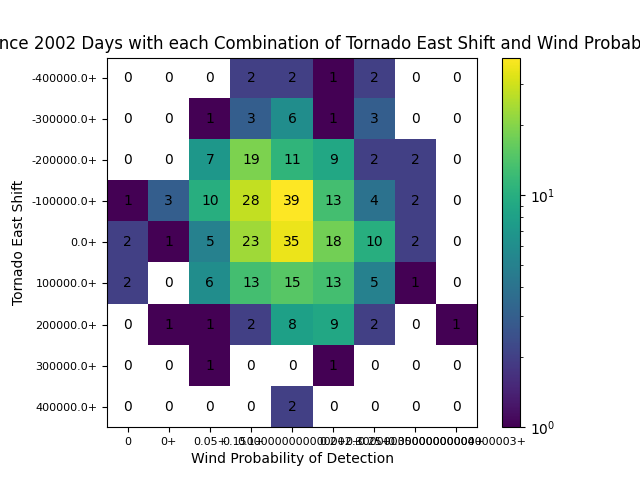 nce 2002 Days with each Combination of Tornado East Shift and Wind Probab
-400000.0+ 0 0 0 2 2 1 2 0 0
-300000.0+ 0 0 1 3 6 1 3 0 0
-200000.0+ 0 0 7 19 11 9 2 2 0
-100000.0+ 1 3 10 28 39 13 4 2 0
0.0+ 2 1 5 23 35 18 10 2 0
100000.0+ 2 0 6 13 15 13 5 1 0
200000.0+ 0 1 1 2 8 9 2 0 1
300000.0+ 0 0 1 0 0 1 0 0 0
400000.0+ 0 0 0 0 2 0 0 0 0
0 0+ 0.05+
Wind Probability of Detection
Tornado East Shift
10¹
10⁰